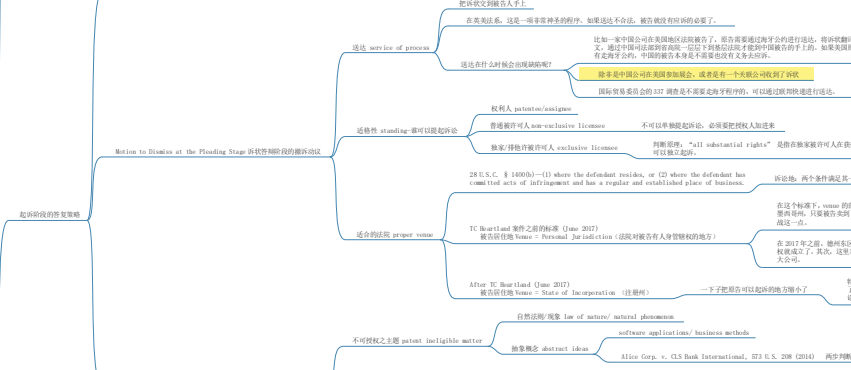 把诉状交到被告人手上
在英美法系，这是一项非常神圣的程序。如果送达不合法，被告就没有应诉的必要了。
送达 service of process
比如一家中国公司在美国地区法院被告了，原告需要通过海牙公约进行送达，将诉状翻译
文，通过中国司法部到省高院一层层下到基层法院才能到中国被告的手上的。如果美国原
有走海牙公约，中国的被告本身是不需要也没有义务去应诉。
送达在什么时候会出现缺陷呢？
除非是中国公司在美国参加展会，或者是有一个关联公司收到了诉状
国际贸易委员会的 337 调查是不需要走海牙程序的，可以通过联邦快递进行送达。
权利人 patentee/assignee
适格性 standing-谁可以提起诉讼
普通被许可人 non-exclusive licensee
不可以单独提起诉讼，必须要把授权人加进来
独家/排他许被许可人 exclusive licensee
判断原理：“all substantial rights” 是指在独家被许可人在获
可以独立起诉。
Motion to Dismiss at the Pleading Stage 诉状答辩阶段的撤诉动议
28 U.S.C. § 1400(b)—(1) where the defendant resides, or (2) where the defendant has
committed acts of infringement and has a regular and established place of business.
诉讼地，两个条件满足其
起诉阶段的答复策略
适合的法院 proper venue
在这个标准下，venue 的
墨西哥州，只要被告卖到
战这一点。
TC Heartland 案件之前的标准 (June 2017)
被告居住地 Venue = Personal Jurisdiction（法院对被告有人身管辖权的地方）
在 2017 年之前，德州东区
权就成立了。其次，这里
大公司。
After TC Heartland (June 2017)
被告居住地 Venue = State of Incorporation （注册州）
一下子把原告可以起诉的地方缩小了
自然法则/现象 law of nature/ natural phenomenon
不可授权之主题 patent ineligible matter
software applications/ business methods
抽象概念 abstract ideas
Alice Corp. v. CLS Bank International, 573 U.S. 208 (2014) 两步判断